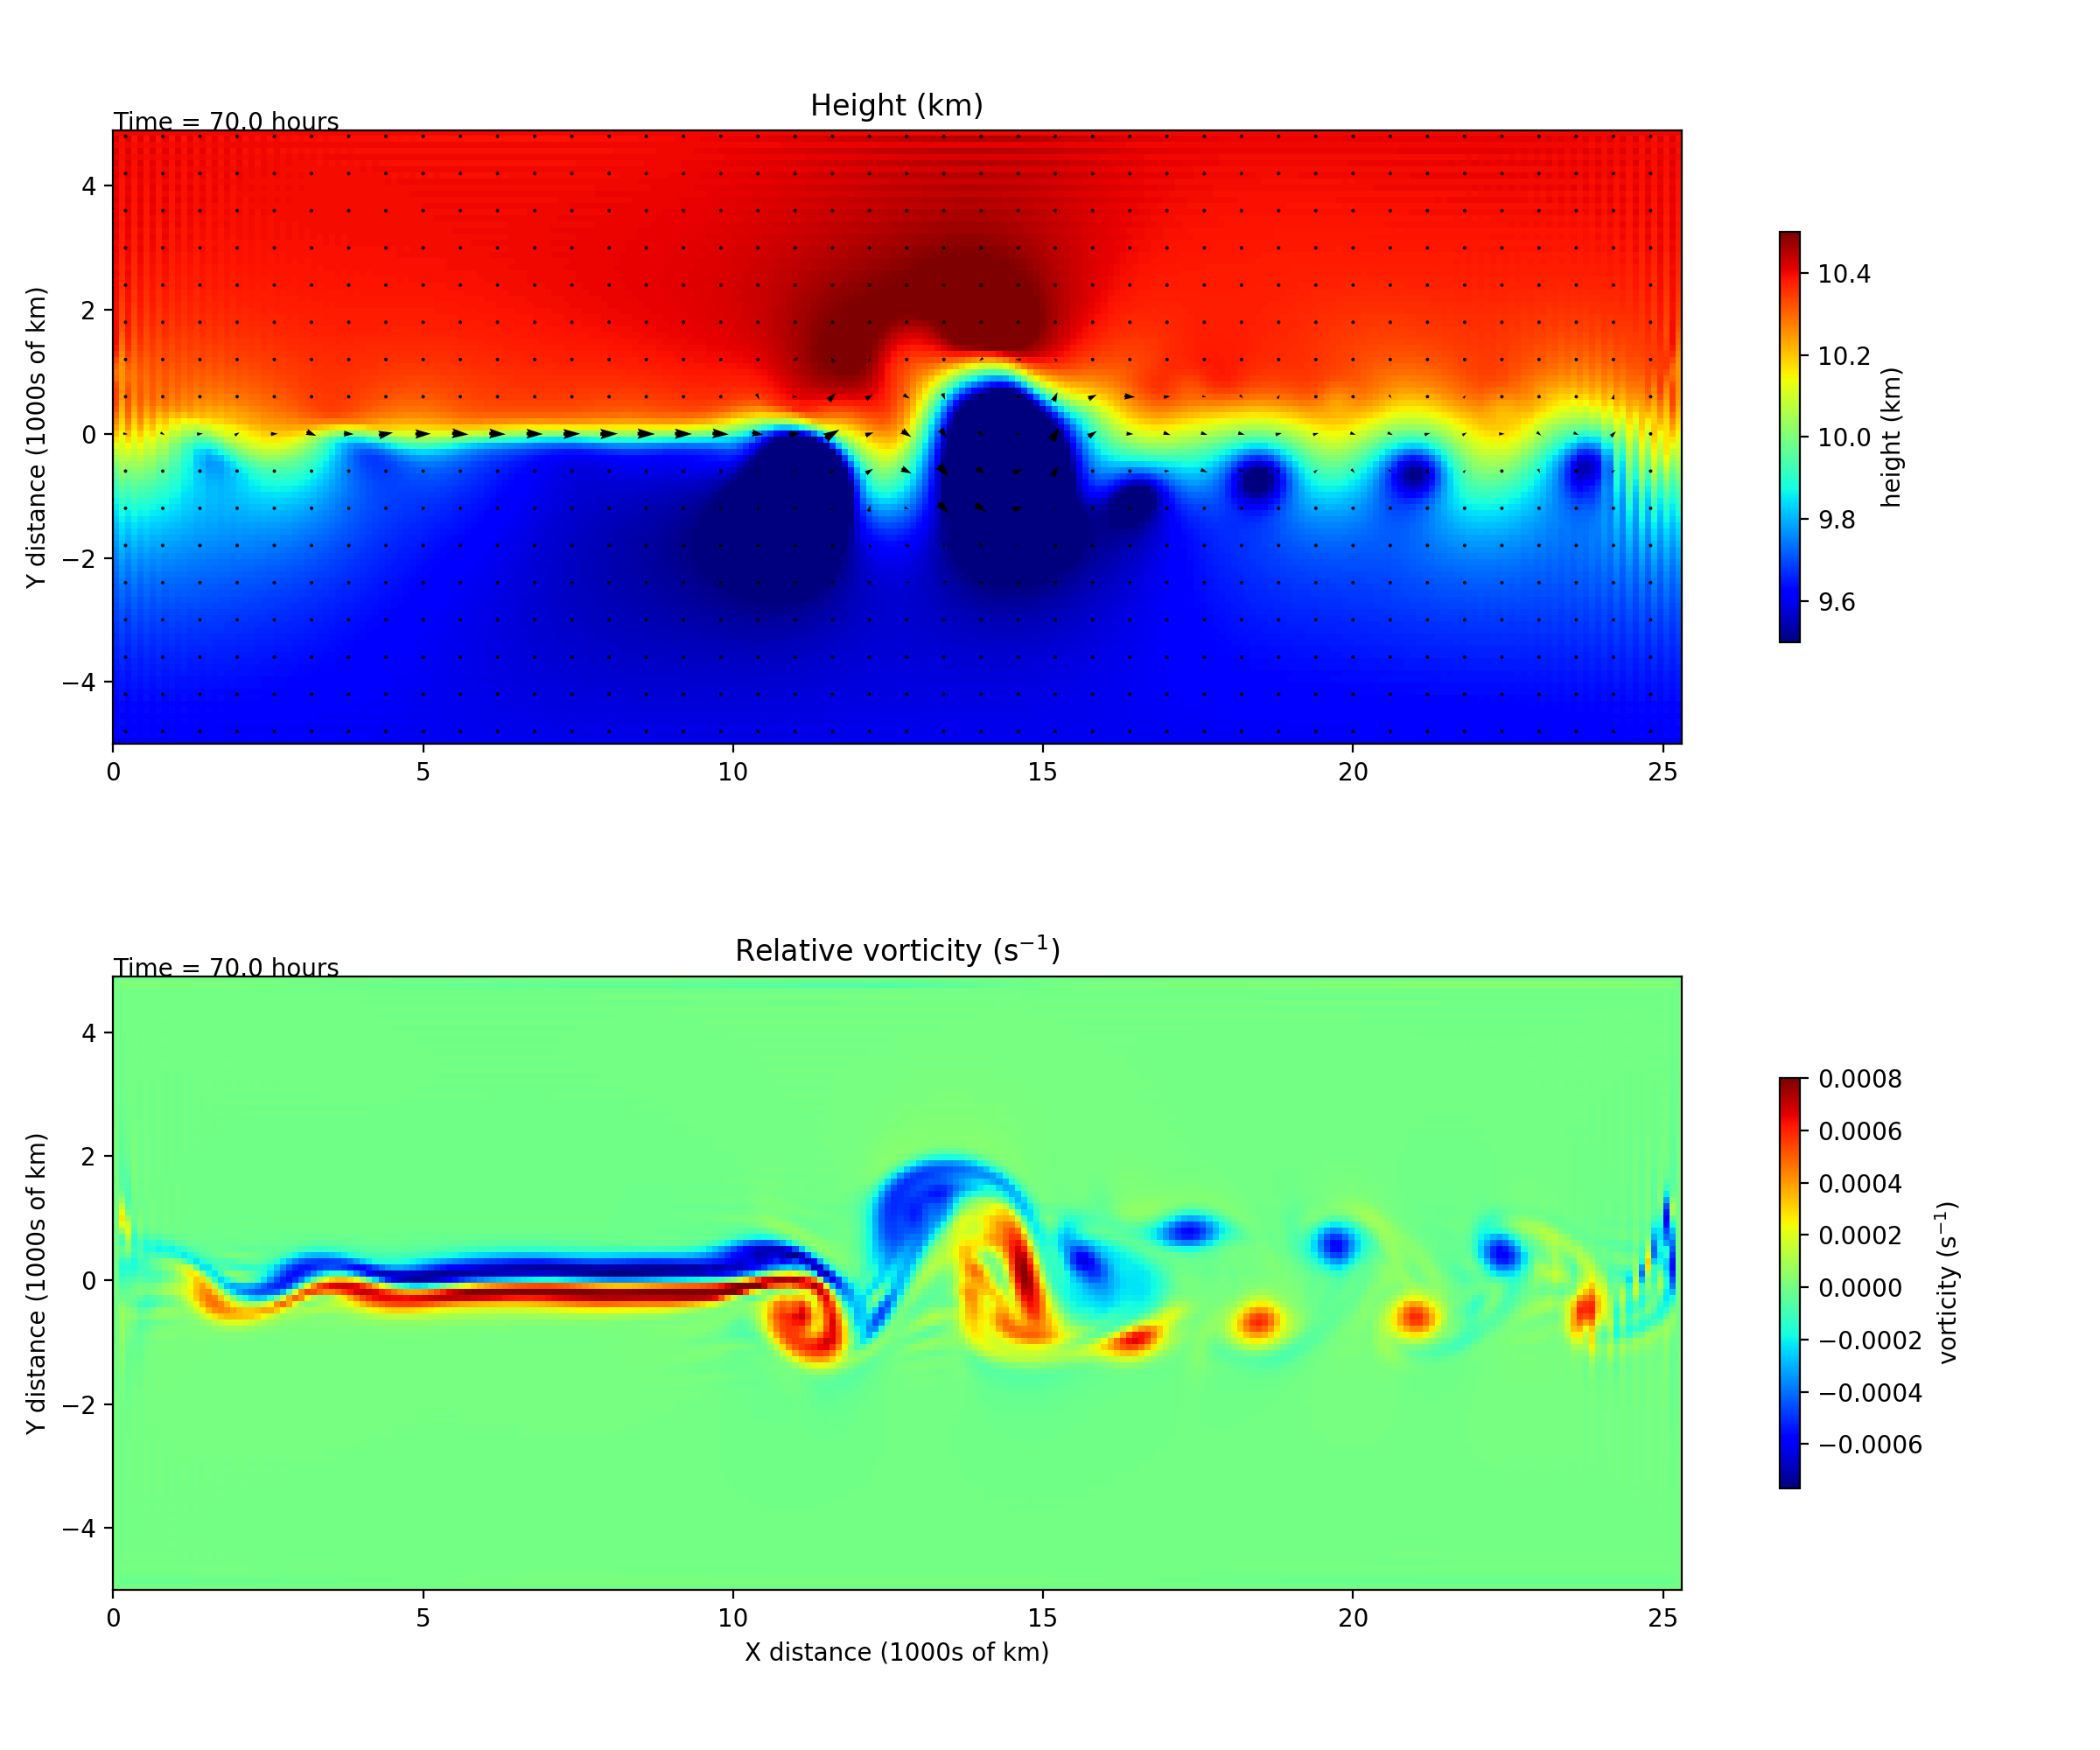 Height (km)
Time = 70.0 hours
4
2
0
−2
−4
Y distance (1000s of km)
0 5 10 15 20 25
10.4
10.2
10.0
9.8
9.6
height (km)
Relative vorticity (s⁻¹)
Time = 70.0 hours
4
2
0
−2
−4
Y distance (1000s of km)
0 5 10 15 20 25
X distance (1000s of km)
0.0008
0.0006
0.0004
0.0002
0.0000
−0.0002
−0.0004
−0.0006
vorticity (s⁻¹)